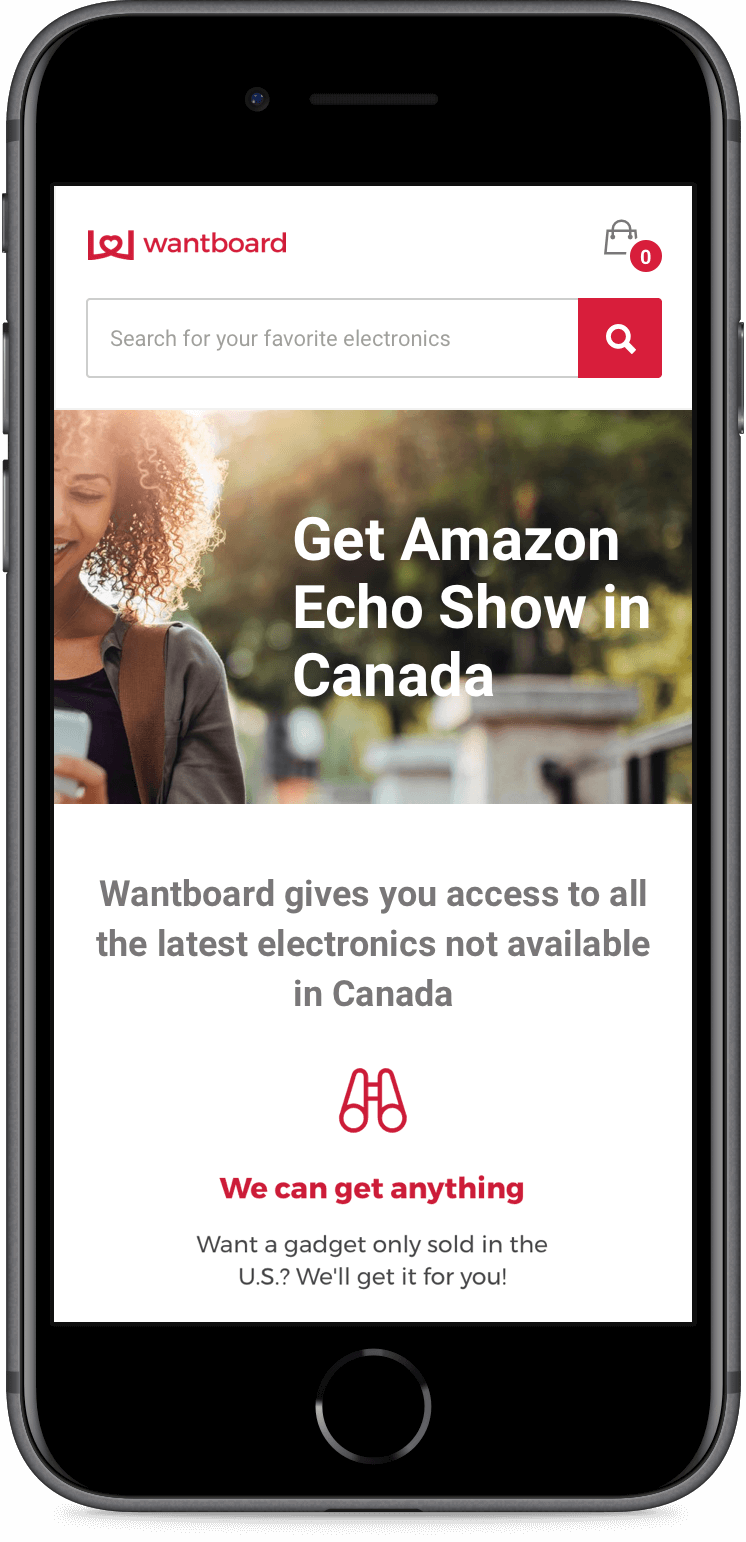 wantboard
0
Search for your favorite electronics
Get Amazon
Echo Show in
Canada
Wantboard gives you access to all
the latest electronics not available
in Canada
We can get anything
Want a gadget only sold in the
U.S.? We'll get it for you!